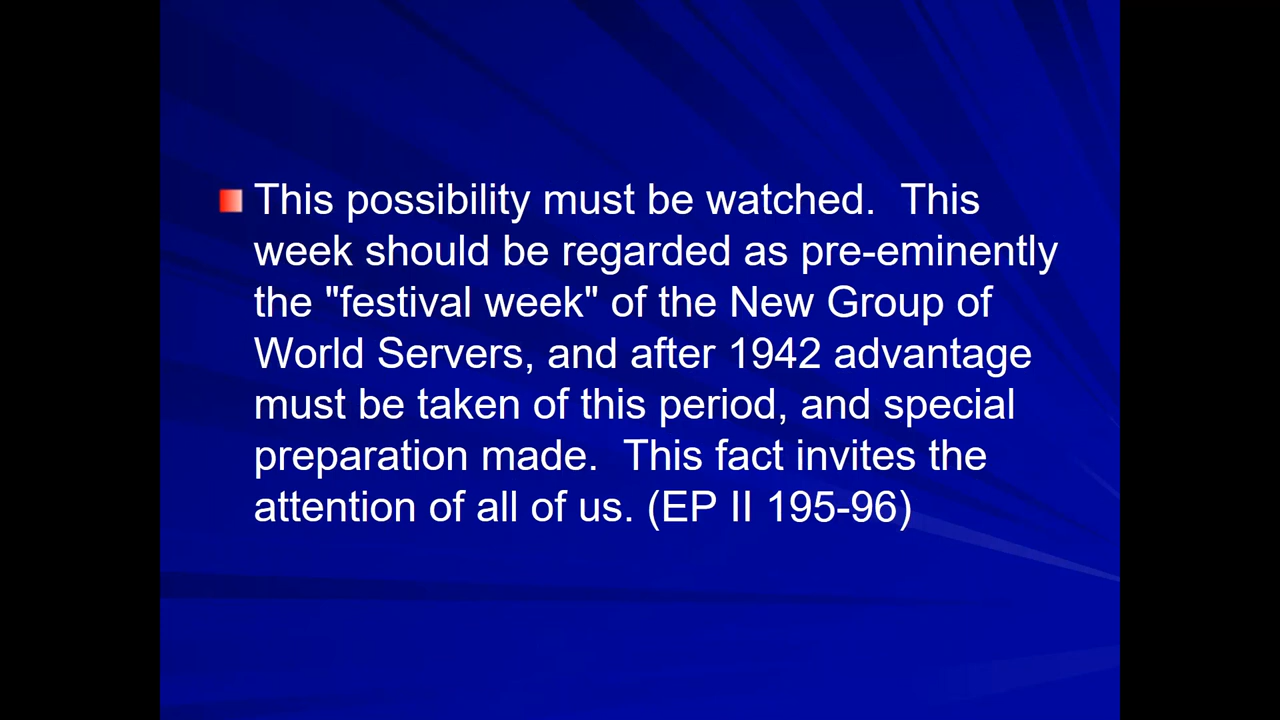 This possibility must be watched.  This
week should be regarded as pre-eminently
the "festival week" of the New Group of
World Servers, and after 1942 advantage
must be taken of this period, and special
preparation made.  This fact invites the
attention of all of us. (EP II 195-96)